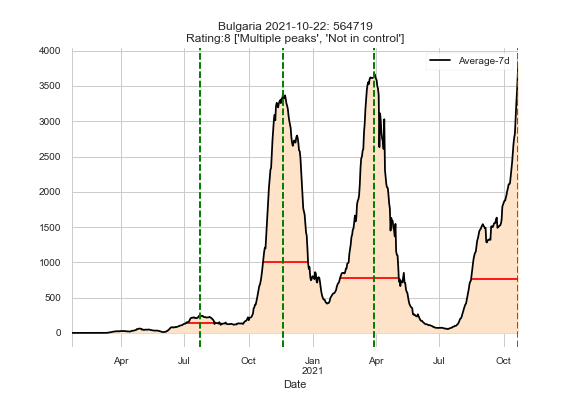 Bulgaria 2021-10-22: 564719
Rating:8 ['Multiple peaks', 'Not in control']
Average-7d
4000
3500
3000
2500
2000
1500
1000
500
0
Apr Jul Oct Jan Apr Jul Oct
2021
Date